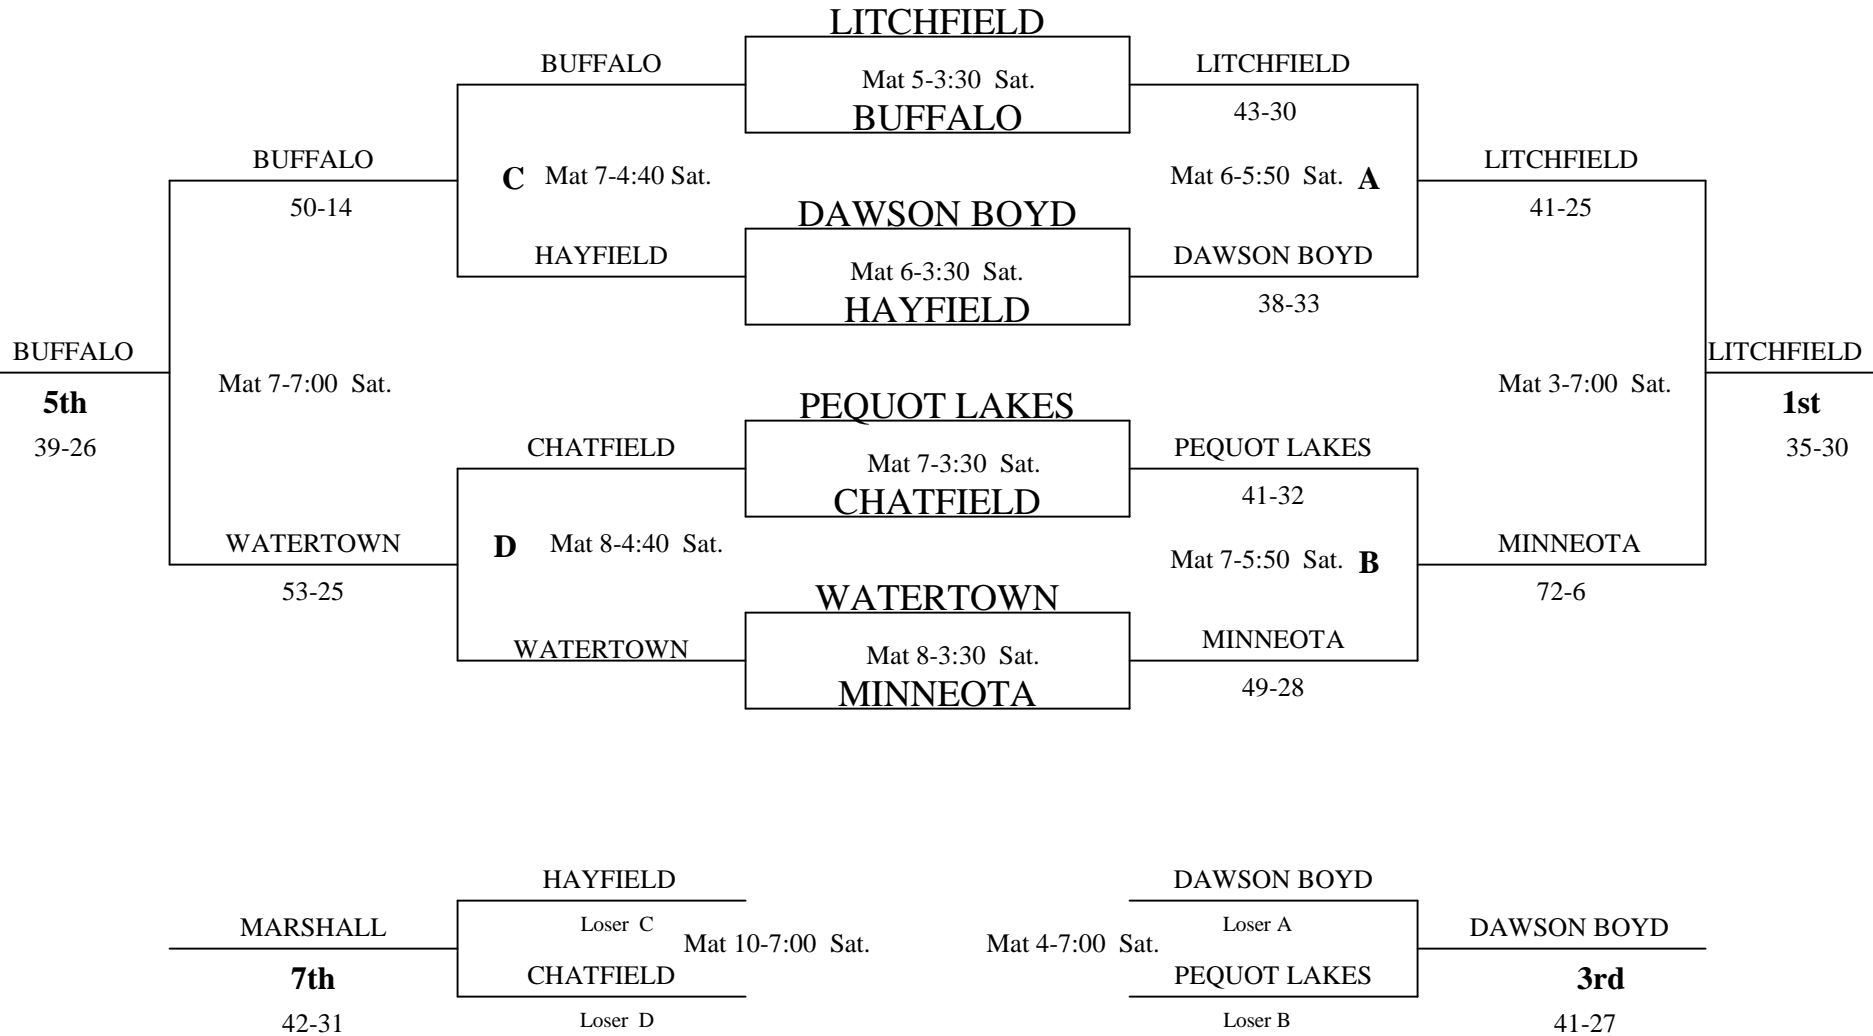 LITCHFIELD
BUFFALO
LITCHFIELD
Mat 5-3:30 Sat.
43-30
BUFFALO
BUFFALO
LITCHFIELD
C Mat 7-4:40 Sat.
Mat 6-5:50 Sat. A
50-14
41-25
DAWSON BOYD
HAYFIELD
DAWSON BOYD
Mat 6-3:30 Sat.
38-33
HAYFIELD
BUFFALO
LITCHFIELD
Mat 7-7:00 Sat.
Mat 3-7:00 Sat.
5th
1st
PEQUOT LAKES
39-26
35-30
CHATFIELD
PEQUOT LAKES
Mat 7-3:30 Sat.
41-32
CHATFIELD
WATERTOWN
D Mat 8-4:40 Sat.
MINNEOTA
Mat 7-5:50 Sat. B
53-25
72-6
WATERTOWN
WATERTOWN
MINNEOTA
Mat 8-3:30 Sat.
49-28
MINNEOTA
HAYFIELD
DAWSON BOYD
Loser C
Loser A
MARSHALL
Mat 10-7:00 Sat.
Mat 4-7:00 Sat.
DAWSON BOYD
7th
CHATFIELD
PEQUOT LAKES
3rd
42-31
Loser D
Loser B
41-27